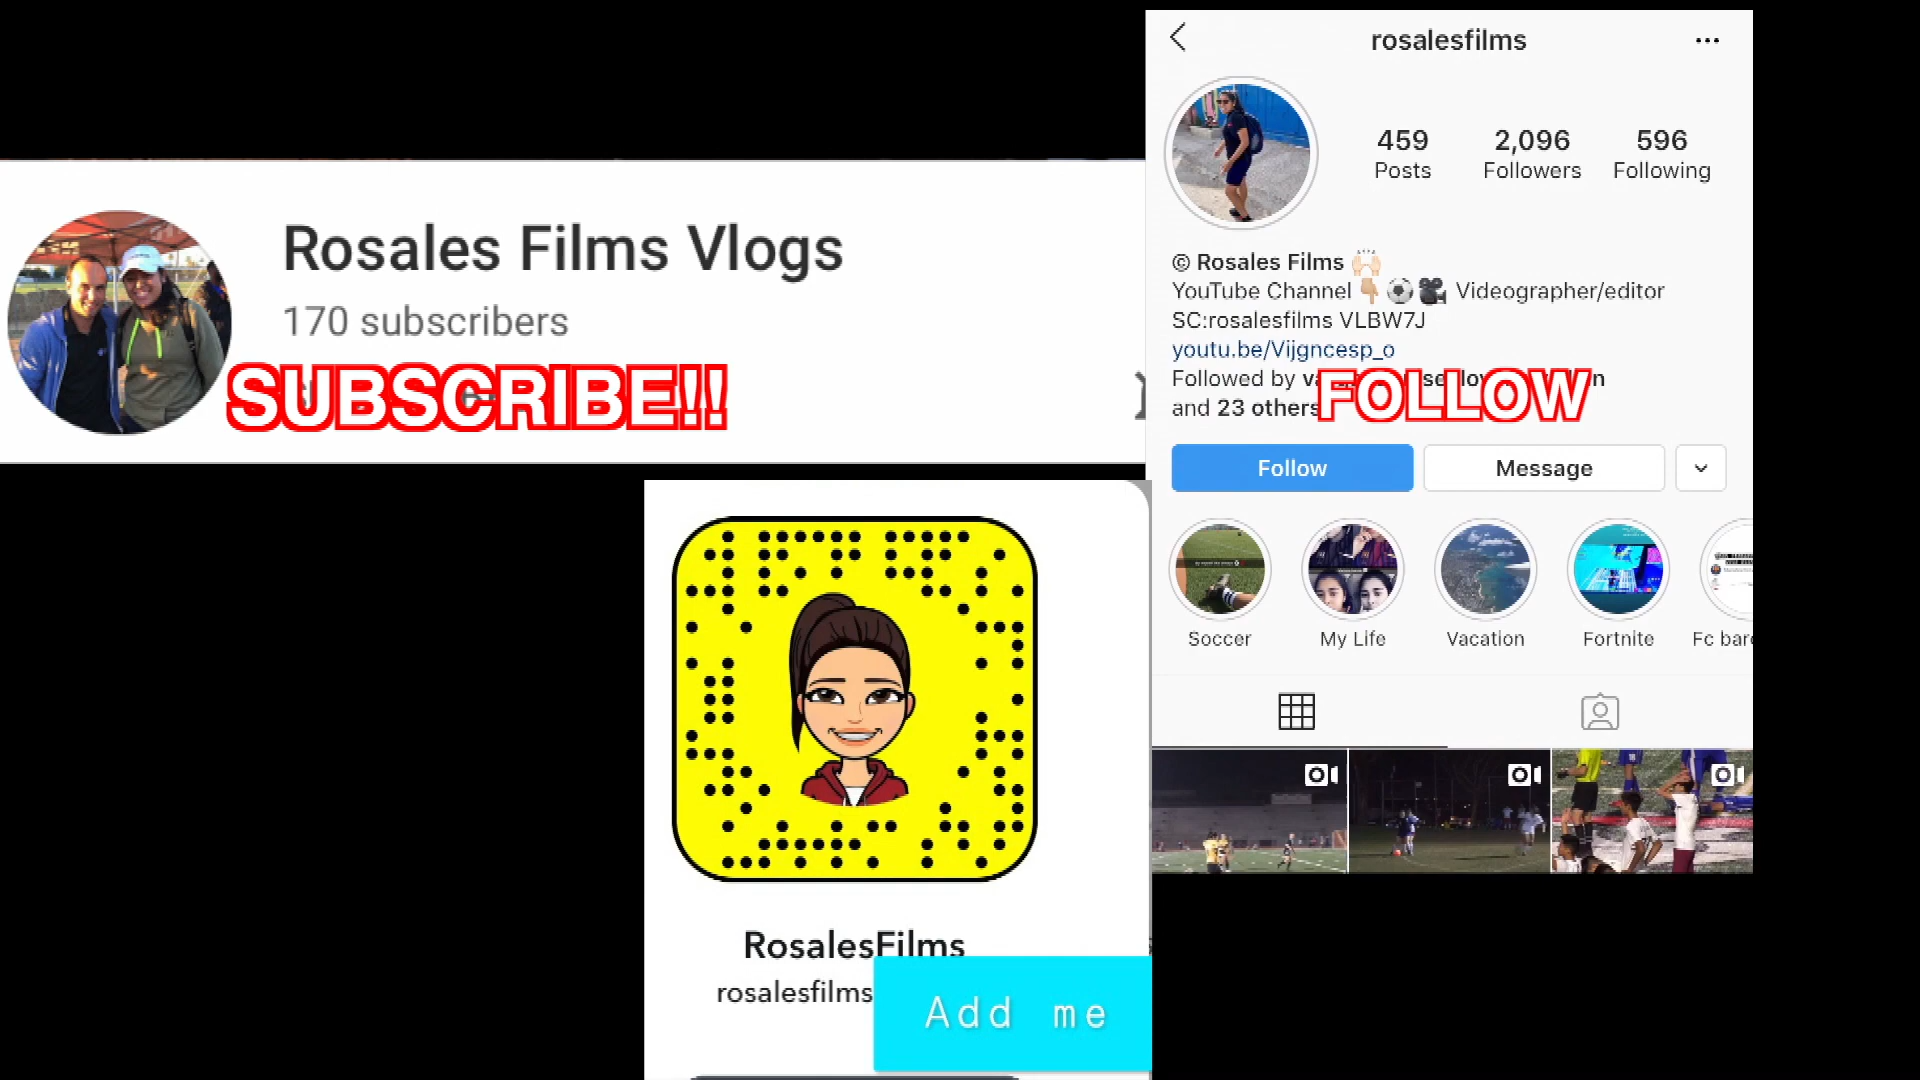 Rosales Films Vlogs
170 subscribers
SUBSCRIBE!!
rosalesfilms
459
Posts
2,096
Followers
596
Following
© Rosales Films 🙌🏻
YouTube Channel 👇🏼⚽🎥 Videographer/editor
SC:rosalesfilms VLBW7J
youtu.be/Vijgncesp_o
Followed by
and 23 others
FOLLOW
Follow
Message
Soccer
My Life
Vacation
Fortnite
Fc
RosalesFilms
rosalesfilms
Add me